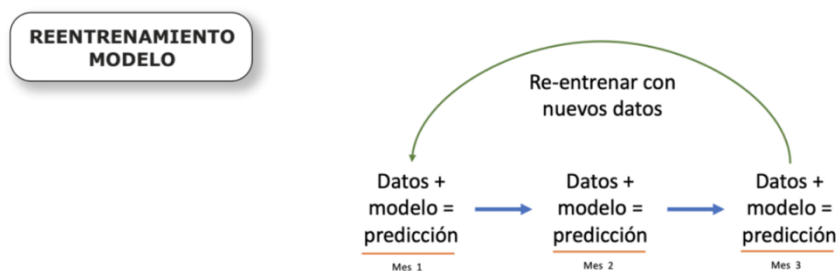 REENTRENAMIENTO
MODELO
Re-entrenar con
nuevos datos
Datos +
modelo =
predicción
Mes 1
Datos +
modelo =
predicción
Mes 2
Datos +
modelo =
predicción
Mes 3